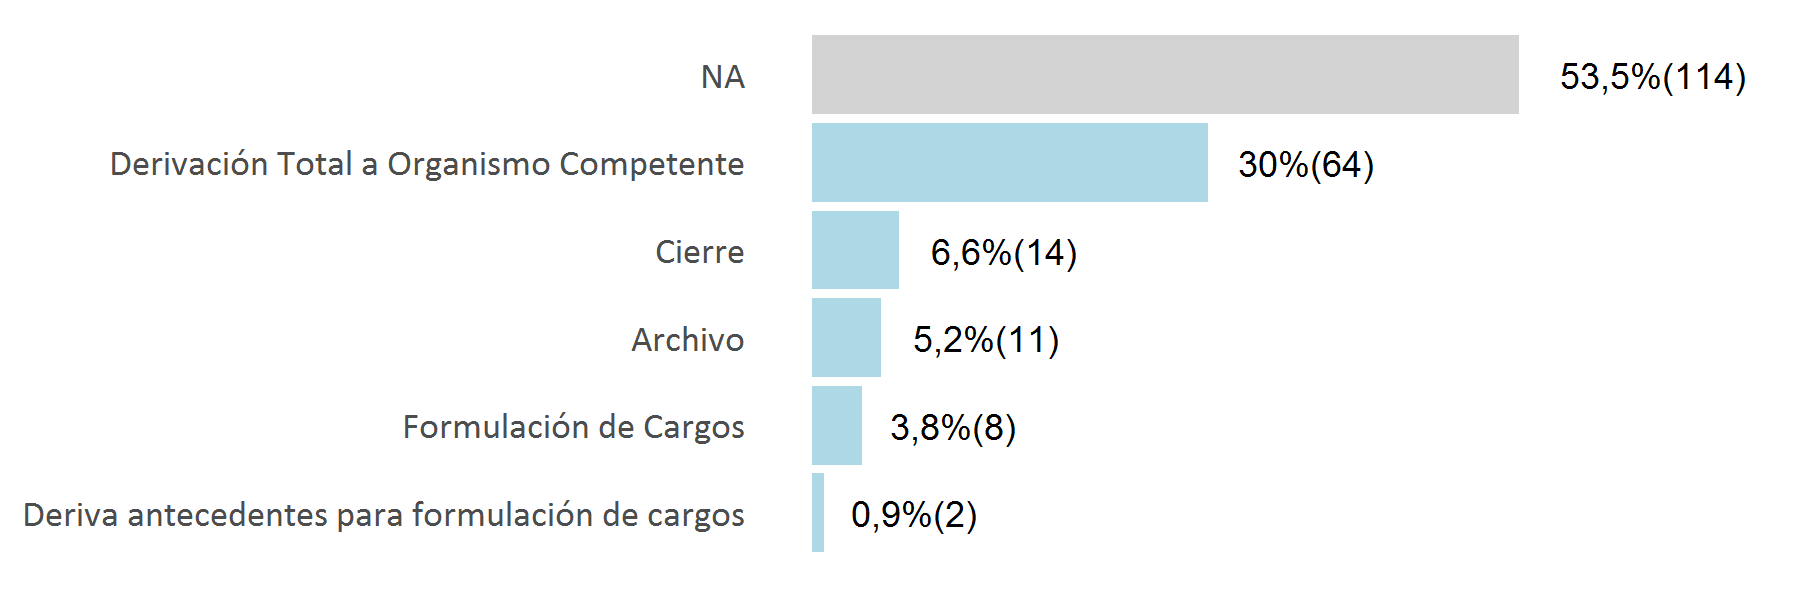 NA 53,5%(114)
Derivación Total a Organismo Competente 30%(64)
Cierre 6,6%(14)
Archivo 5,2%(11)
Formulación de Cargos 3,8%(8)
Deriva antecedentes para formulación de cargos 0,9%(2)